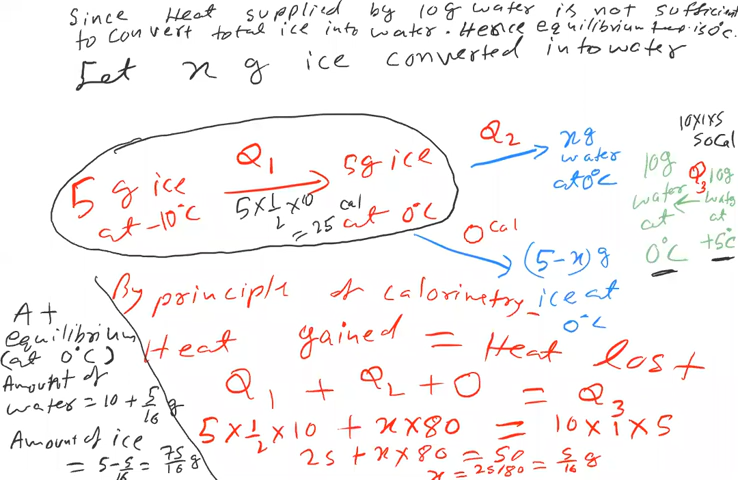 Since Heat supplied by 10g water is not sufficient
to convert total ice into water. Hence equilibrium is 0°C.
Let x g ice converted into water
5 g ice
at -10°C
Q1
5 x 1/2 x 10
= 25 cal
5g ice
at 0°C
Q2
xg
water
at 0°C
0 cal
(5-x)g
ice at
0°C
10x1x5
50Cal
10g
water
at
0°C
Q3
10g
water
at
+5°C
By principle of calorimetry
Heat gained = Heat lost
Q1 + Q2 + 0 = Q3
5 x 1/2 x 10 + x x 80 = 10 x 1 x 5
25 + x x 80 = 50
x = 25/80 = 5/16 g
At
equilibrium
(at 0°C)
Amount of
water = 10 + 5/16 g
Amount of ice
= 5 - 5/16 = 75/16 g